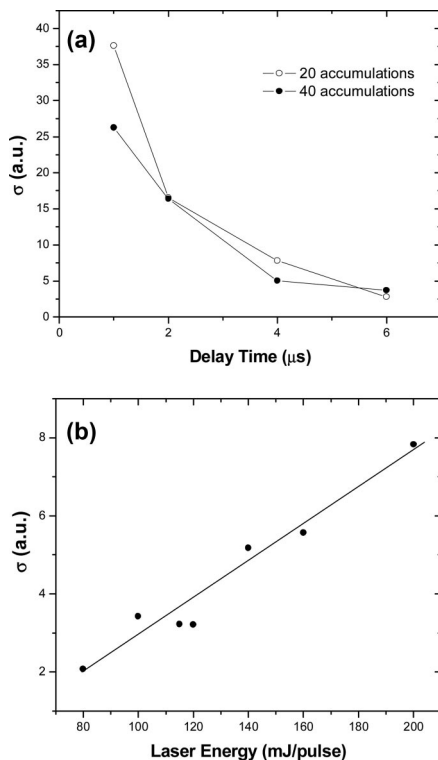 (a)
20 accumulations
40 accumulations
40
35
30
25
20
15
10
5
0
σ (a.u.)
0 2 4 6
Delay Time (μs)
(b)
8
6
4
2
σ (a.u.)
80 100 120 140 160 180 200
Laser Energy (mJ/pulse)